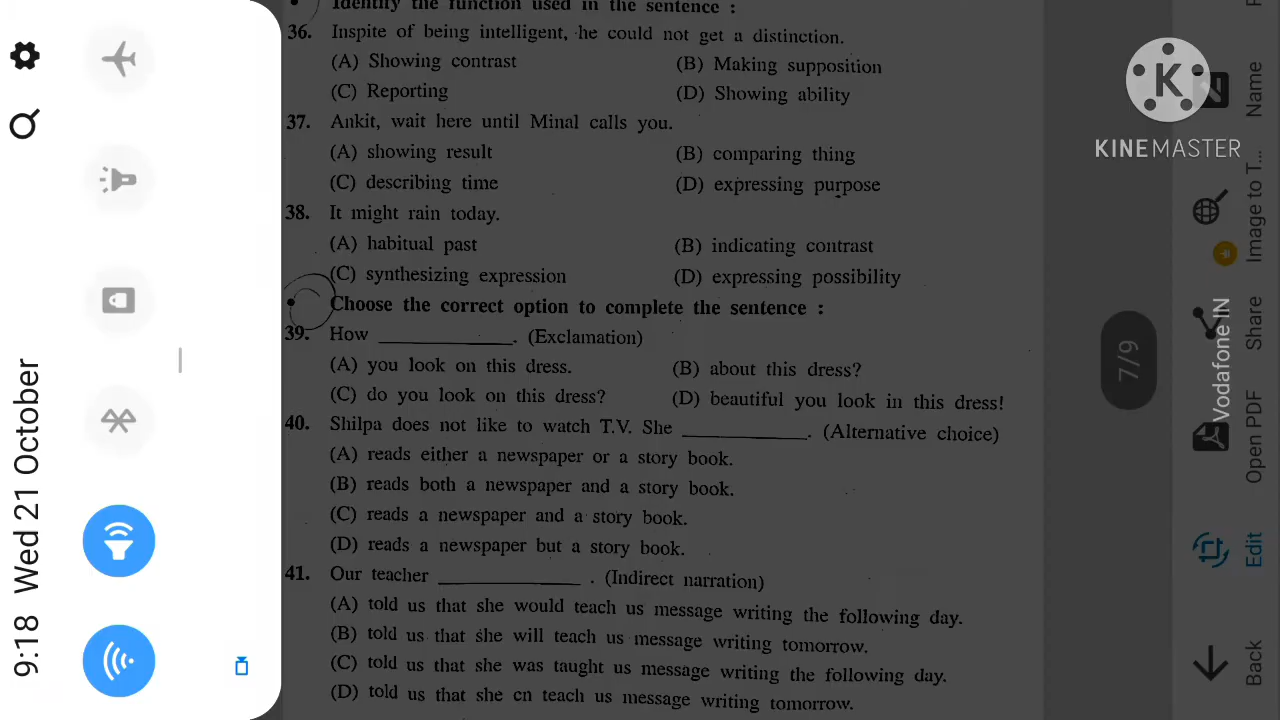 Identify the function used in the sentence :
36. Inspite of being intelligent, he could not get a distinction.
(A) Showing contrast (B) Making supposition
(C) Reporting (D) Showing ability
37. Ankit, wait here until Minal calls you.
(A) showing result (B) comparing thing
(C) describing time (D) expressing purpose
38. It might rain today.
(A) habitual past (B) indicating contrast
(C) synthesizing expression (D) expressing possibility
Choose the correct option to complete the sentence :
39. How ____________. (Exclamation)
(A) you look on this dress. (B) about this dress?
(C) do you look on this dress? (D) beautiful you look in this dress!
40. Shilpa does not like to watch T.V. She ____________. (Alternative choice)
(A) reads either a newspaper or a story book.
(B) reads both a newspaper and a story book.
(C) reads a newspaper and a story book.
(D) reads a newspaper but a story book.
41. Our teacher ____________ . (Indirect narration)
(A) told us that she would teach us message writing the following day.
(B) told us that she will teach us message writing tomorrow.
(C) told us that she was taught us message writing the following day.
(D) told us that she cn teach us message writing tomorrow.
9:18 Wed 21 October
7/9
Vodafone IN
KINEMASTER
K
Name
Image to T...
Share
Open PDF
Edit
Back